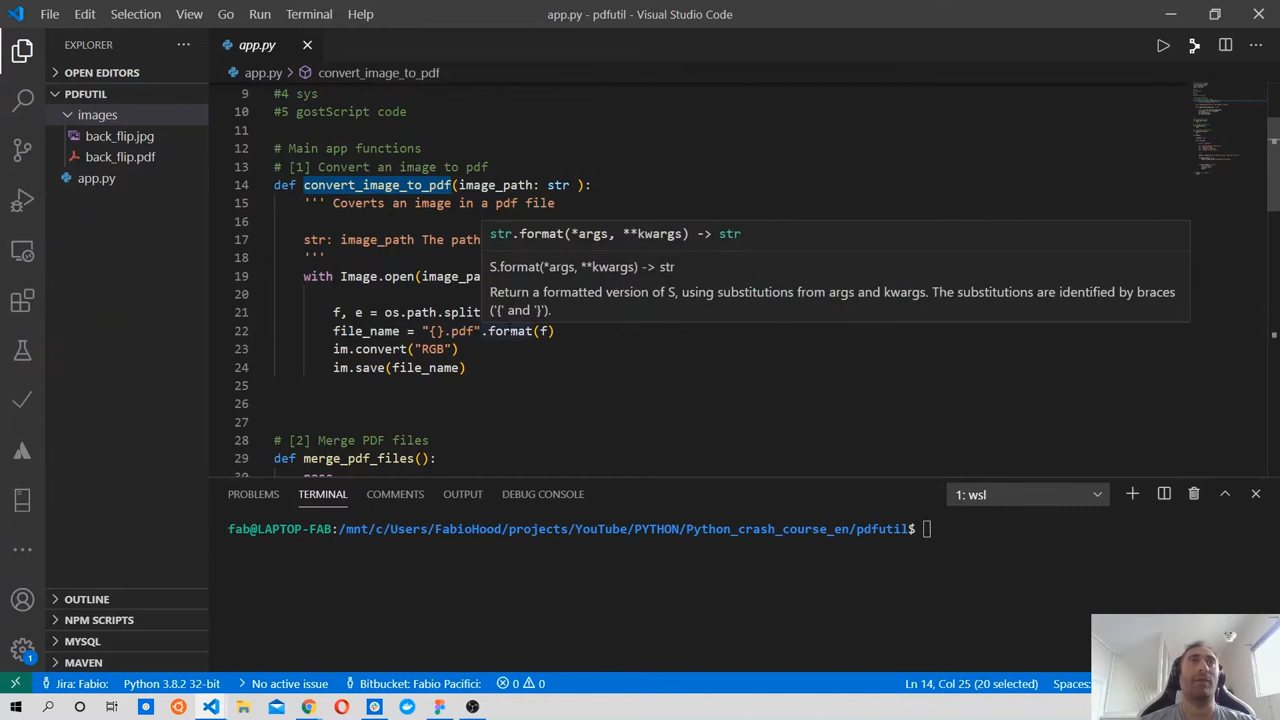 File Edit Selection View Go Run Terminal Help app.py - pdfutil - Visual Studio Code
EXPLORER
OPEN EDITORS
PDFUTIL
images
back_flip.jpg
back_flip.pdf
app.py
OUTLINE
NPM SCRIPTS
MYSQL
MAVEN
app.py
app.py > convert_image_to_pdf
9 #4 sys
10 #5 gostScript code
11
12 # Main app functions
13 # [1] Convert an image to pdf
14 def convert_image_to_pdf(image_path: str ):
15 ''' Coverts an image in a pdf file
16
17 str: image_path The path
18 '''
19 with Image.open(image_pa
20
21 f, e = os.path.split
22 file_name = "{}.pdf".format(f)
23 im.convert("RGB")
24 im.save(file_name)
25
26
27
28 # [2] Merge PDF files
29 def merge_pdf_files():
30 pass
str.format(*args, **kwargs) -> str
S.format(*args, **kwargs) -> str
Return a formatted version of S, using substitutions from args and kwargs. The substitutions are identified by braces
('{' and '}').
PROBLEMS TERMINAL COMMENTS OUTPUT DEBUG CONSOLE 1: wsl
fab@LAPTOP-FAB:/mnt/c/Users/FabioHood/projects/YouTube/PYTHON/Python_crash_course_en/pdfutil$
1
Jira: Fabio: Python 3.8.2 32-bit No active issue Bitbucket: Fabio Pacifici: 0 0 Ln 14, Col 25 (20 selected) Spaces: